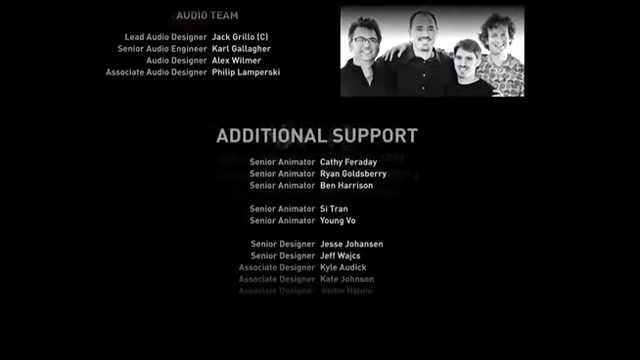 AUDIO TEAM
Lead Audio Designer Jack Grillo (C)
Senior Audio Engineer Karl Gallagher
Audio Designer Alex Wilmer
Associate Audio Designer Philip Lamperski
ADDITIONAL SUPPORT
Senior Animator Cathy Feraday
Senior Animator Ryan Goldsberry
Senior Animator Ben Harrison
Senior Animator Si Tran
Senior Animator Young Vo
Senior Designer Jesse Johansen
Senior Designer Jeff Wajcs
Associate Designer Kyle Audick
Associate Designer Kate Johnson
Associate Designer